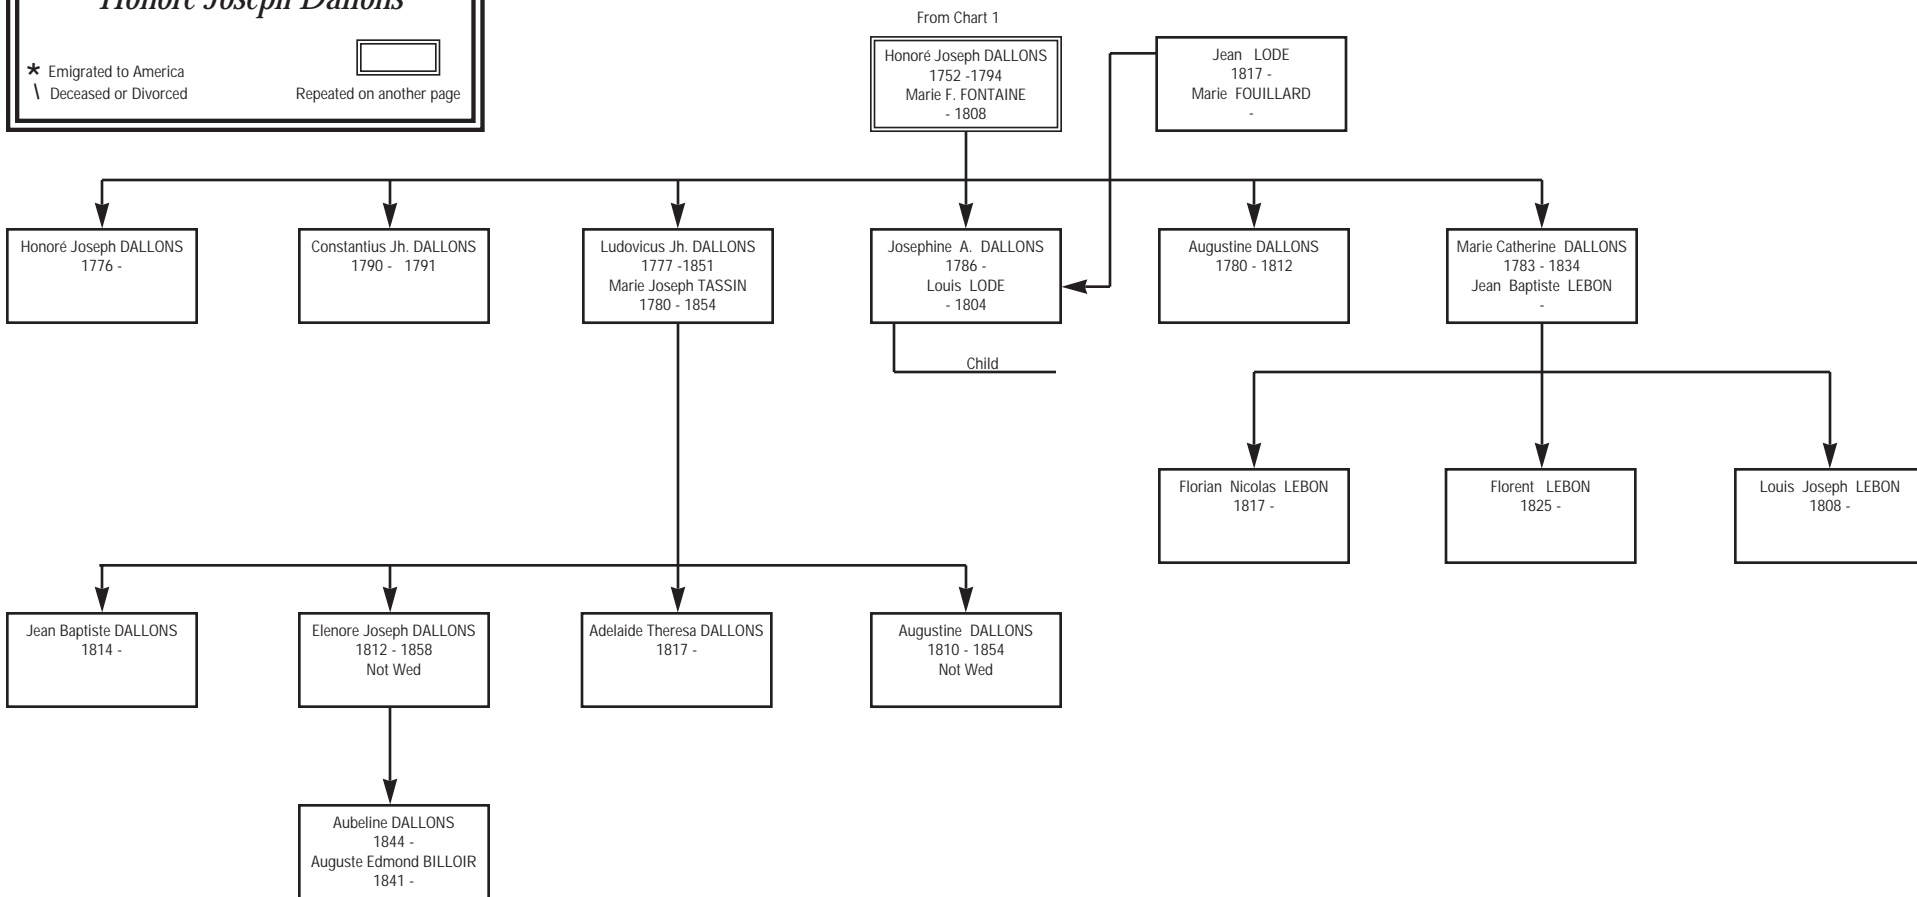 Honoré Joseph Dallons
* Emigrated to America
\ Deceased or Divorced
Repeated on another page
From Chart 1
Honoré Joseph DALLONS
1752 -1794
Marie F. FONTAINE
- 1808
Jean LODE
1817 -
Marie FOUILLARD
-
Honoré Joseph DALLONS
1776 -
Constantius Jh. DALLONS
1790 - 1791
Ludovicus Jh. DALLONS
1777 -1851
Marie Joseph TASSIN
1780 - 1854
Josephine A. DALLONS
1786 -
Louis LODE
- 1804
Augustine DALLONS
1780 - 1812
Marie Catherine DALLONS
1783 - 1834
Jean Baptiste LEBON
-
Child
Florian Nicolas LEBON
1817 -
Florent LEBON
1825 -
Louis Joseph LEBON
1808 -
Jean Baptiste DALLONS
1814 -
Elenore Joseph DALLONS
1812 - 1858
Not Wed
Adelaide Theresa DALLONS
1817 -
Augustine DALLONS
1810 - 1854
Not Wed
Aubeline DALLONS
1844 -
Auguste Edmond BILLOIR
1841 -